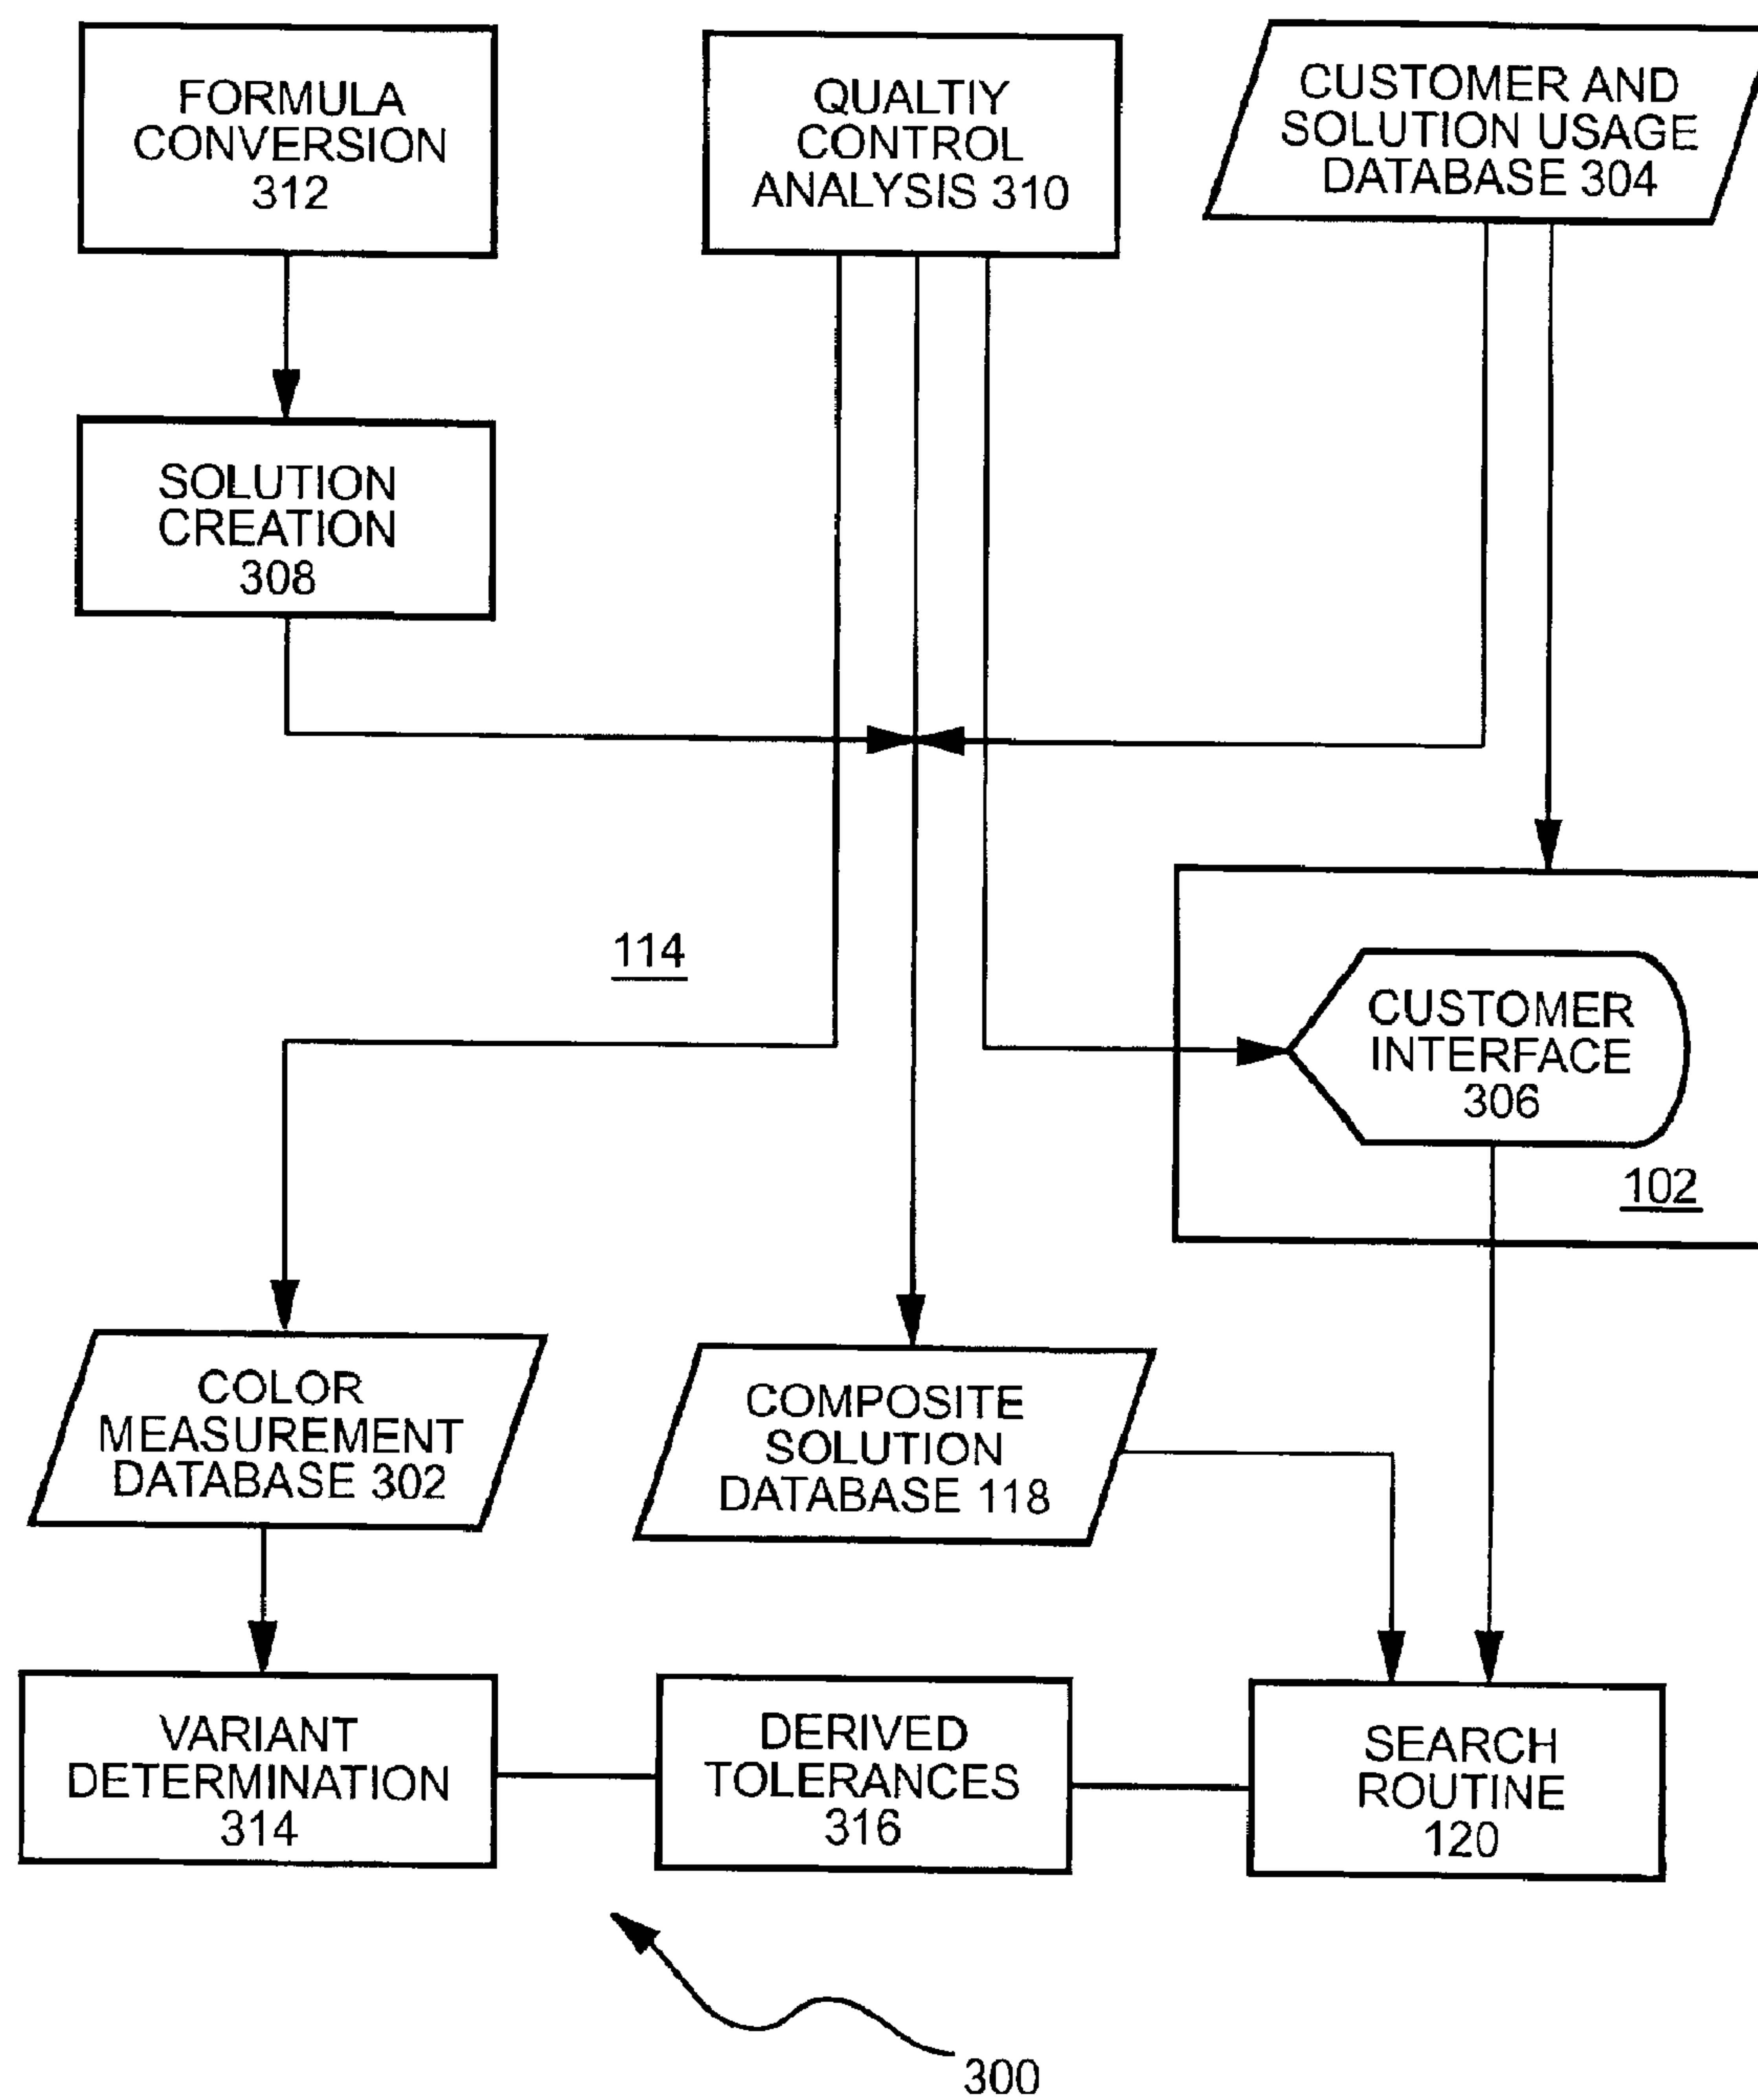 FORMULA
CONVERSION
312
QUALTIY
CONTROL
ANALYSIS 310
CUSTOMER AND
SOLUTION USAGE
DATABASE 304
SOLUTION
CREATION
308
114
CUSTOMER
INTERFACE
306
102
COLOR
MEASUREMENT
DATABASE 302
COMPOSITE
SOLUTION
DATABASE 118
VARIANT
DETERMINATION
314
DERIVED
TOLERANCES
316
SEARCH
ROUTINE
120
300